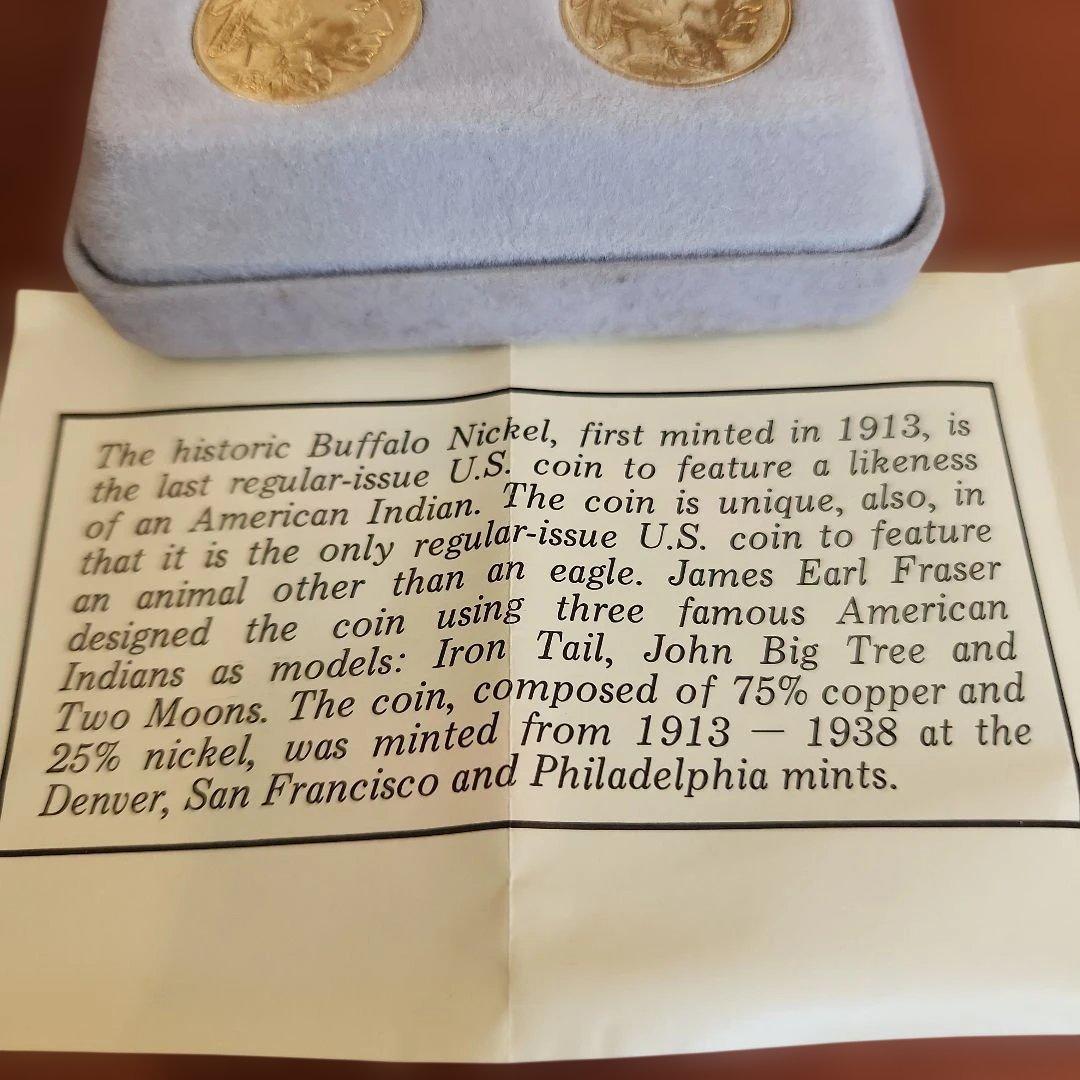 The historic Buffalo Nickel, first minted in 1913, is
the last regular-issue U.S. coin to feature a likeness
of an American Indian. The coin is unique, also, in
that it is the only regular-issue U.S. coin to feature
an animal other than an eagle. James Earl Fraser
designed the coin using three famous American
Indians as models: Iron Tail, John Big Tree and
Two Moons. The coin, composed of 75% copper and
25% nickel, was minted from 1913 — 1938 at the
Denver, San Francisco and Philadelphia mints.